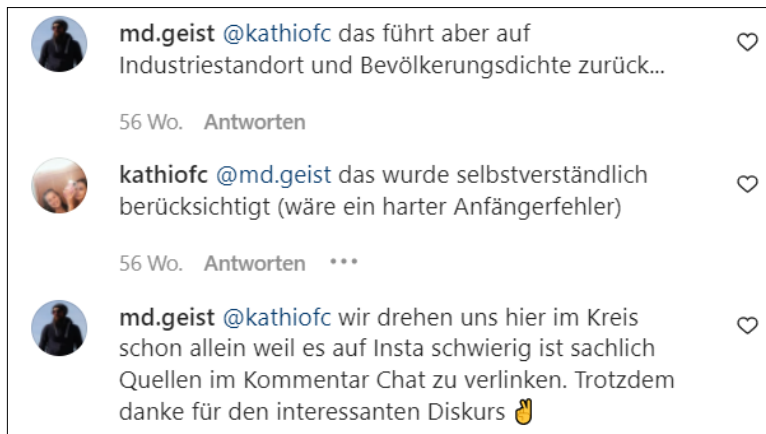 md.geist @kathiofc das führt aber auf
Industriestandort und Bevölkerungsdichte zurück...
56 Wo. Antworten
kathiofc @md.geist das wurde selbstverständlich
berücksichtigt (wäre ein harter Anfängerfehler)
56 Wo. Antworten •••
md.geist @kathiofc wir drehen uns hier im Kreis
schon allein weil es auf Insta schwierig ist sachlich
Quellen im Kommentar Chat zu verlinken. Trotzdem
danke für den interessanten Diskurs ✌